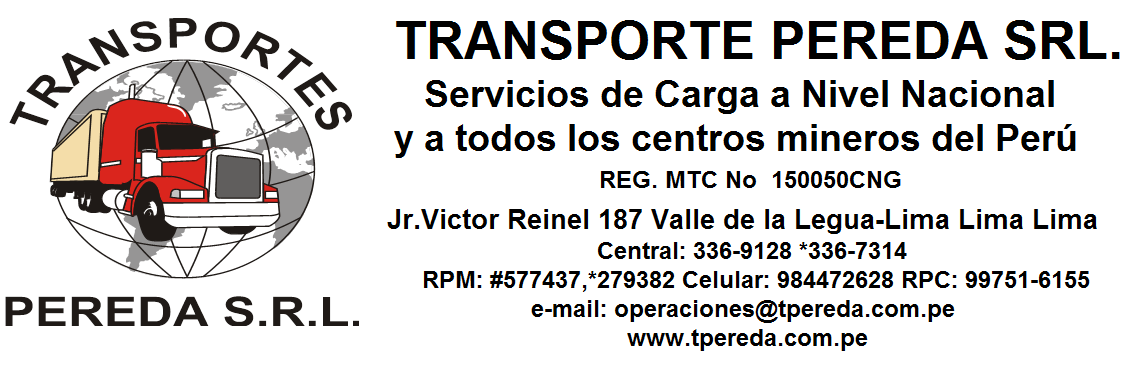 TRANSPORTES
PEREDA S.R.L.
TRANSPORTE PEREDA SRL.
Servicios de Carga a Nivel Nacional
y a todos los centros mineros del Perú
REG. MTC No 150050CNG
Jr.Victor Reinel 187 Valle de la Legua-Lima Lima Lima
Central: 336-9128 *336-7314
RPM: #577437,*279382 Celular: 984472628 RPC: 99751-6155
e-mail: operaciones@tpereda.com.pe
www.tpereda.com.pe